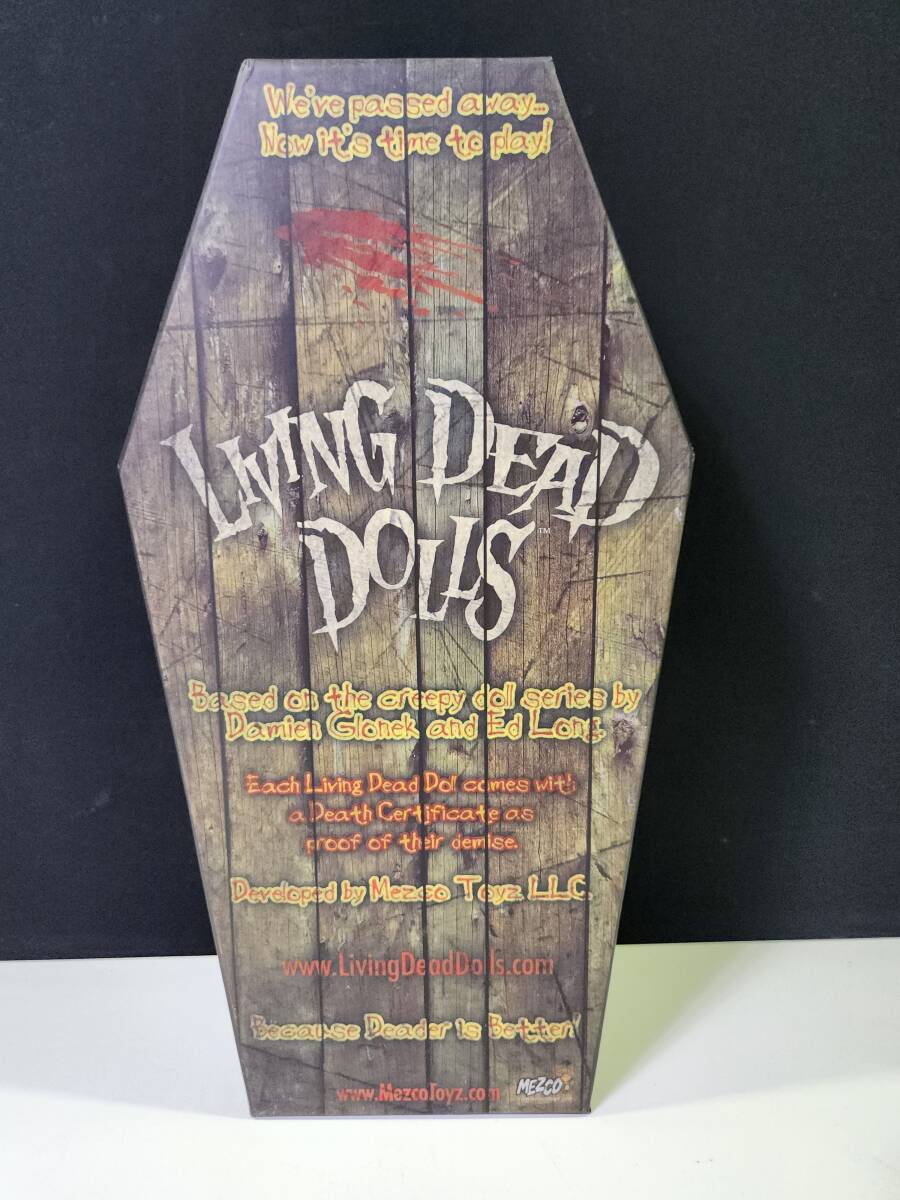 We've passed away...
Now it's time to play!
LIVING DEAD
DOLLS™
Based on the creepy doll series by
Damien Glonek and Ed Long.
Each Living Dead Doll comes with
a Death Certificate as
proof of their demise.
Developed by Mezco Toyz LLC.
www.LivingDeadDolls.com
Because Deader is Better!
www.MezcoToyz.com
MEZCO